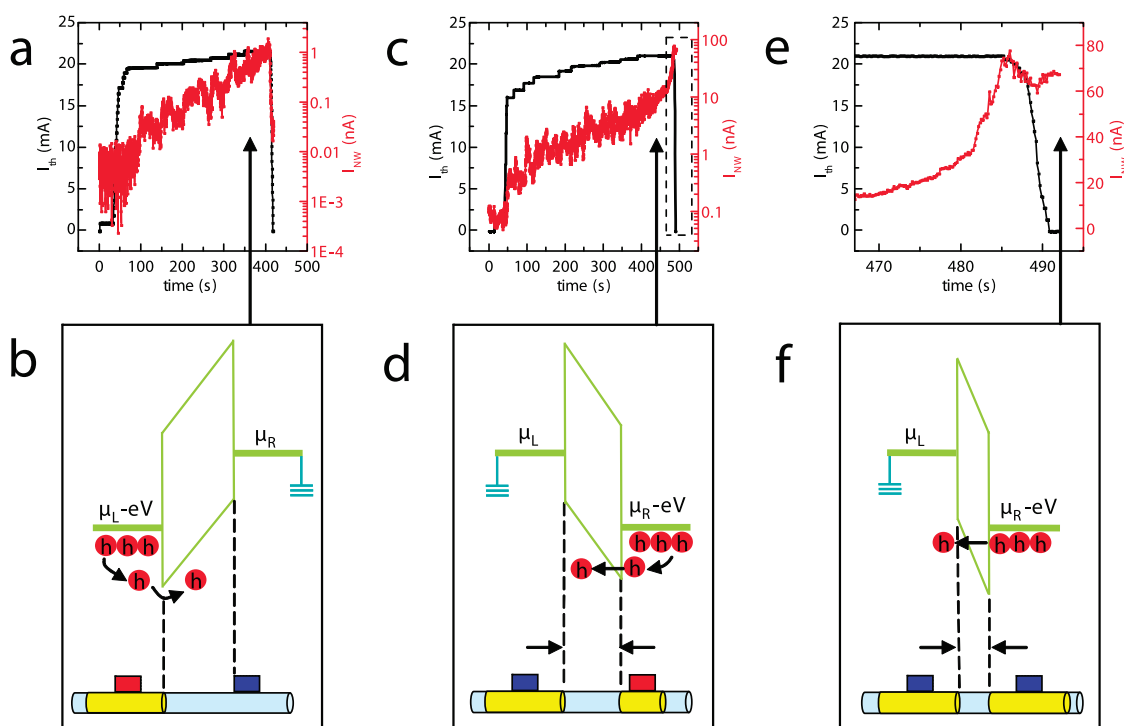 a
I_th (mA)
25
20
15
10
5
0
1
0.1
0.01
1E-3
1E-4
I_NW (nA)
0 100 200 300 400 500
time (s)
c
I_th (mA)
25
20
15
10
5
0
100
10
1
0.1
I_NW (nA)
0 100 200 300 400 500
time (s)
e
I_th (mA)
25
20
15
10
5
0
80
60
40
20
0
I_NW (nA)
470 480 490
time (s)
b
μ_R
μ_L-eV
h h h
h h
d
μ_L
μ_R-eV
h h h
h h
f
μ_L
μ_R-eV
h h h h